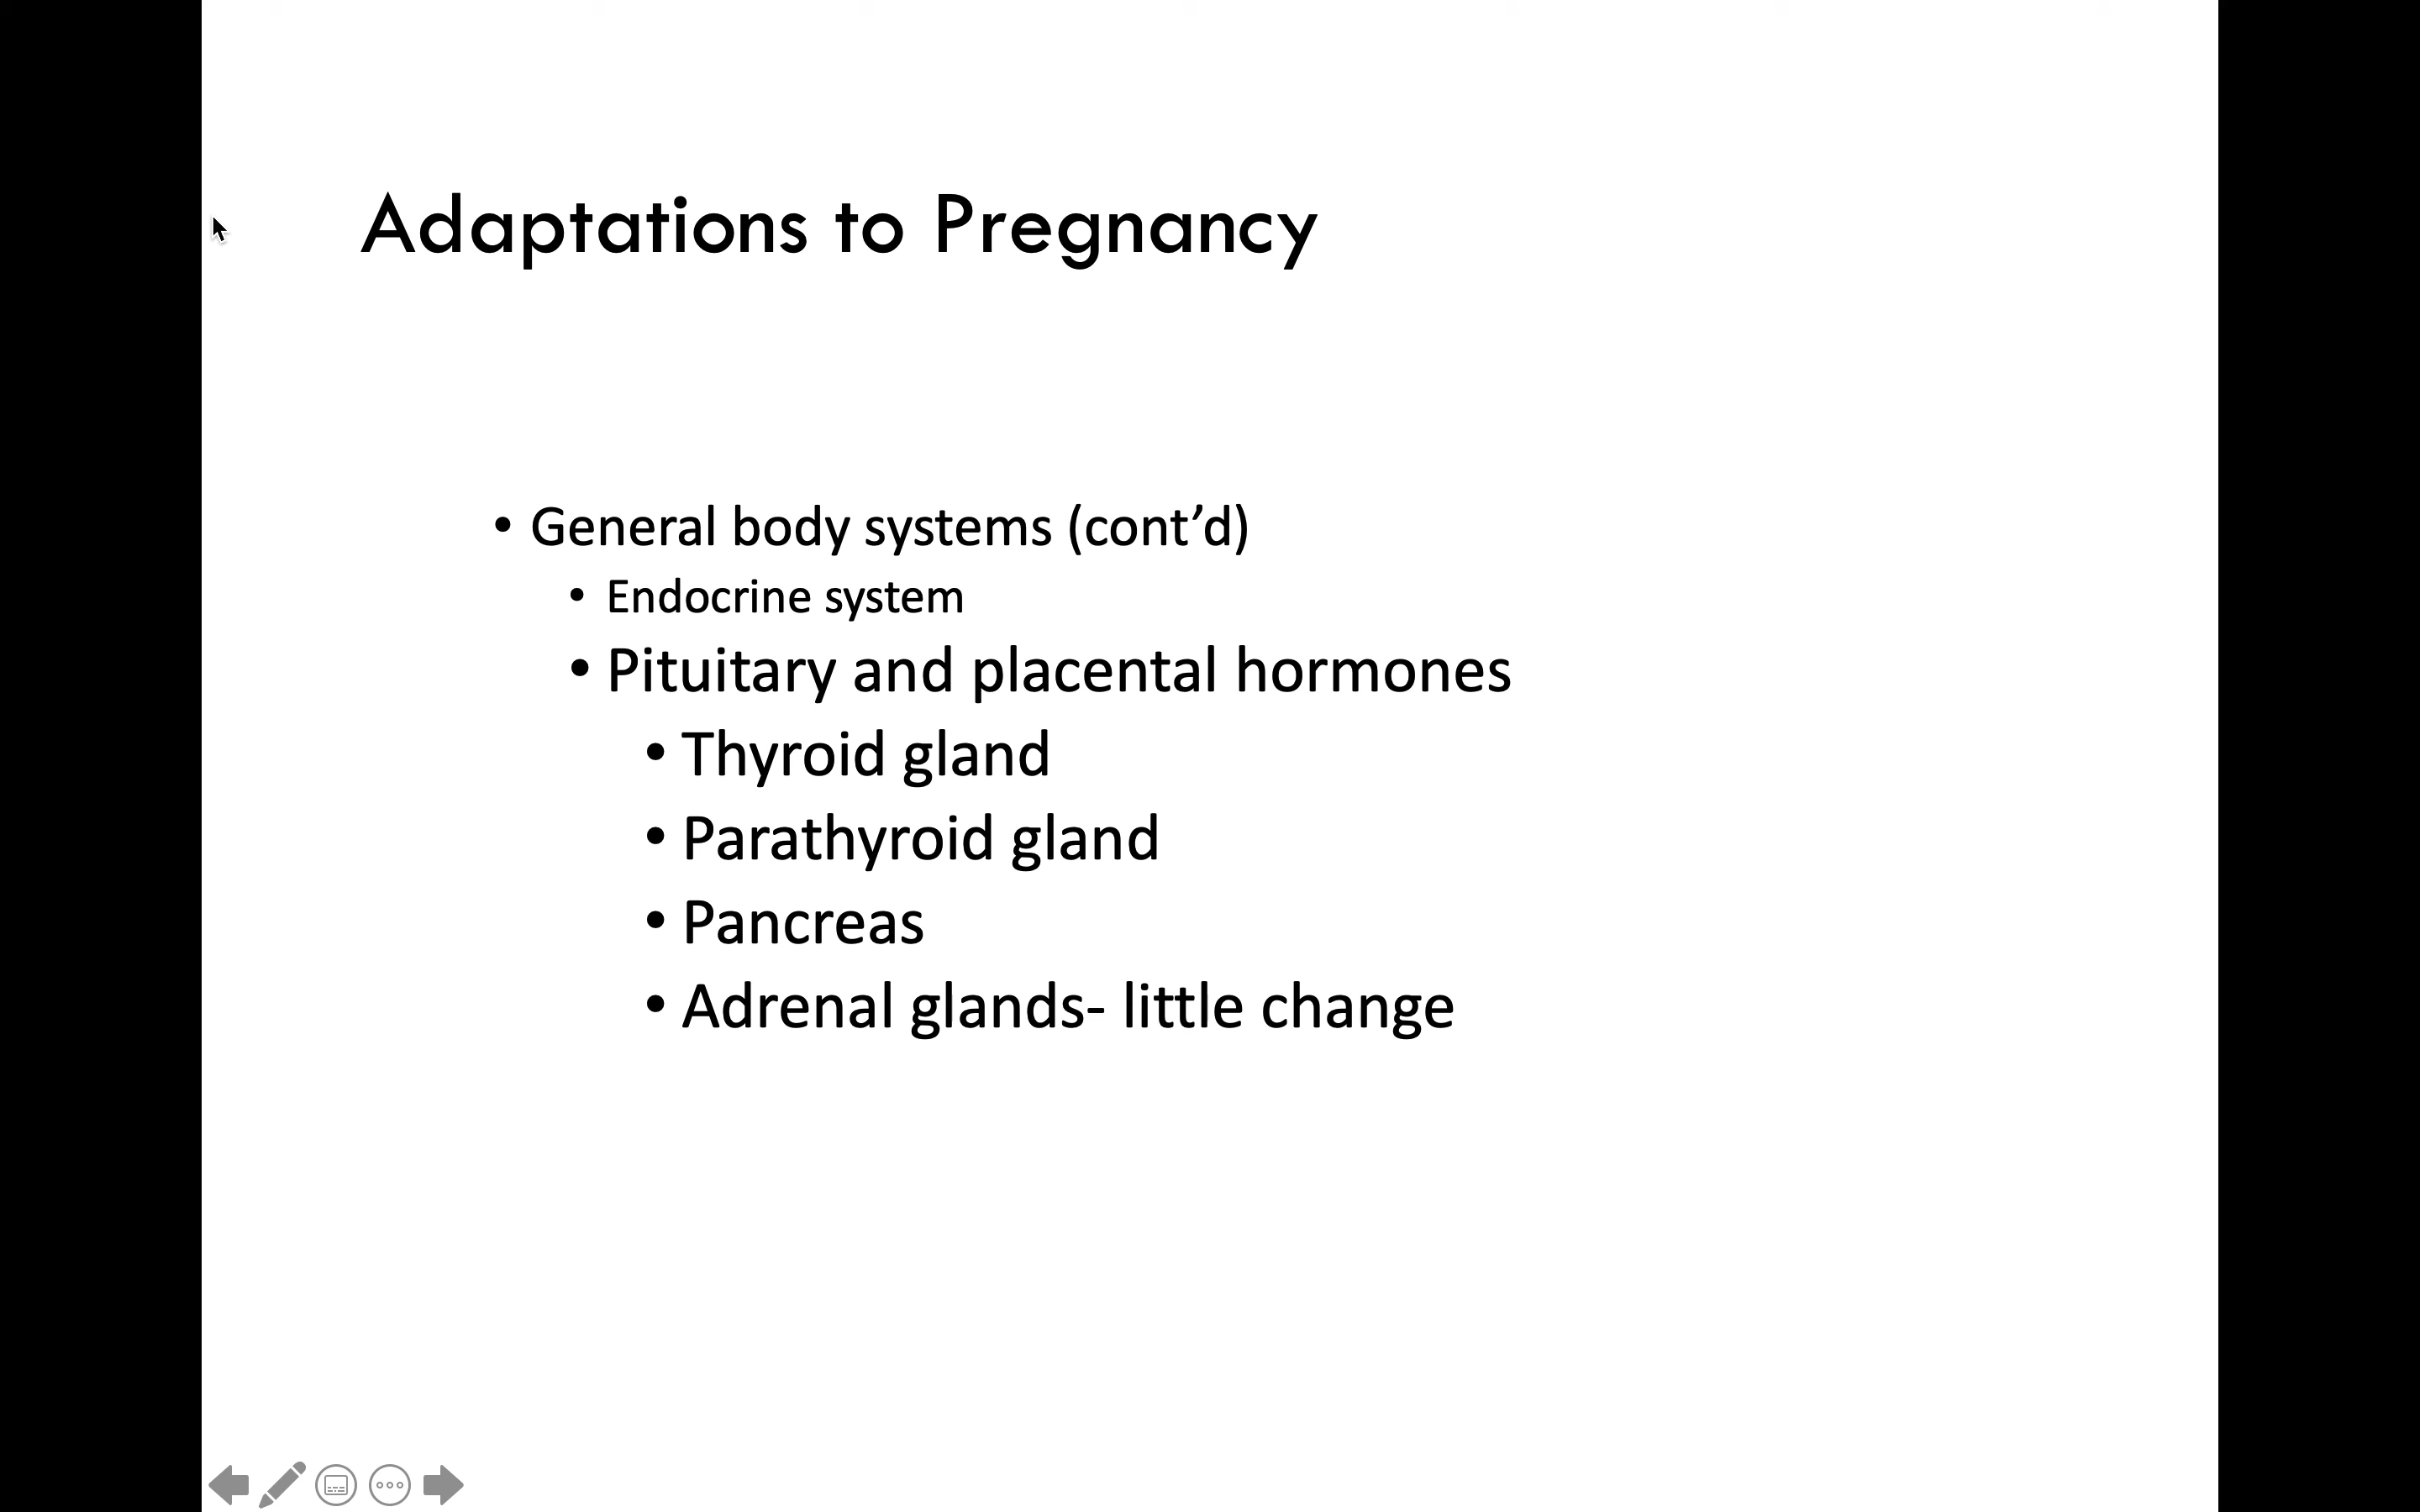 Adaptations to Pregnancy
• General body systems (cont’d)
• Endocrine system
• Pituitary and placental hormones
• Thyroid gland
• Parathyroid gland
• Pancreas
• Adrenal glands- little change